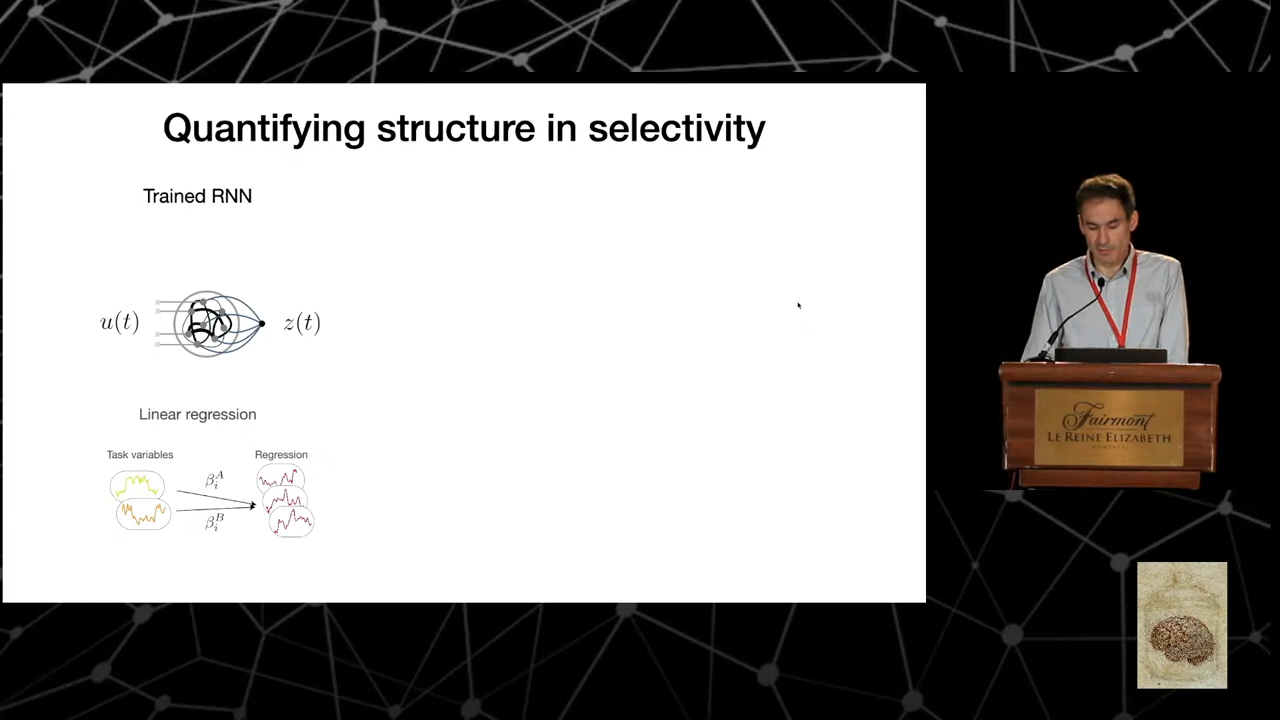 Quantifying structure in selectivity
Trained RNN
u(t)
z(t)
Linear regression
Task variables
Regression
β_i^A
β_i^B
Fairmont
LE REINE ELIZABETH